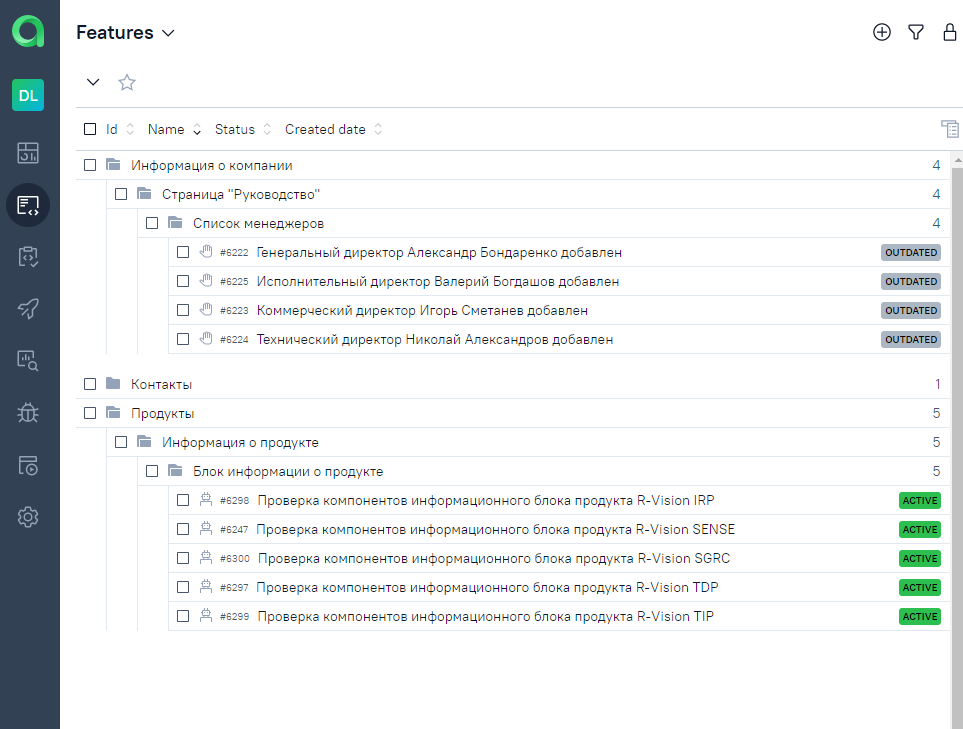 Features
DL
Id Name Status Created date
Информация о компании 4
Страница "Руководство" 4
Список менеджеров 4
#6222 Генеральный директор Александр Бондаренко добавлен OUTDATED
#6225 Исполнительный директор Валерий Богдашов добавлен OUTDATED
#6223 Коммерческий директор Игорь Сметанев добавлен OUTDATED
#6224 Технический директор Николай Александров добавлен OUTDATED
Контакты 1
Продукты 5
Информация о продукте 5
Блок информации о продукте 5
#6298 Проверка компонентов информационного блока продукта R-Vision IRP ACTIVE
#6247 Проверка компонентов информационного блока продукта R-Vision SENSE ACTIVE
#6300 Проверка компонентов информационного блока продукта R-Vision SGRC ACTIVE
#6297 Проверка компонентов информационного блока продукта R-Vision TDP ACTIVE
#6299 Проверка компонентов информационного блока продукта R-Vision TIP ACTIVE